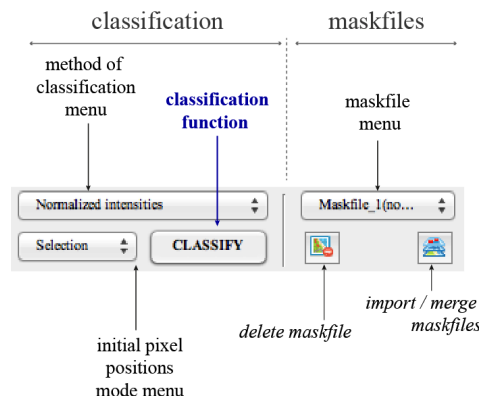 classification
maskfiles
method of
classification
menu
classification
function
maskfile
menu
Normalized intensities
Maskfile_1(no...
Selection
CLASSIFY
delete maskfile
import / merge
maskfiles
initial pixel
positions
mode menu